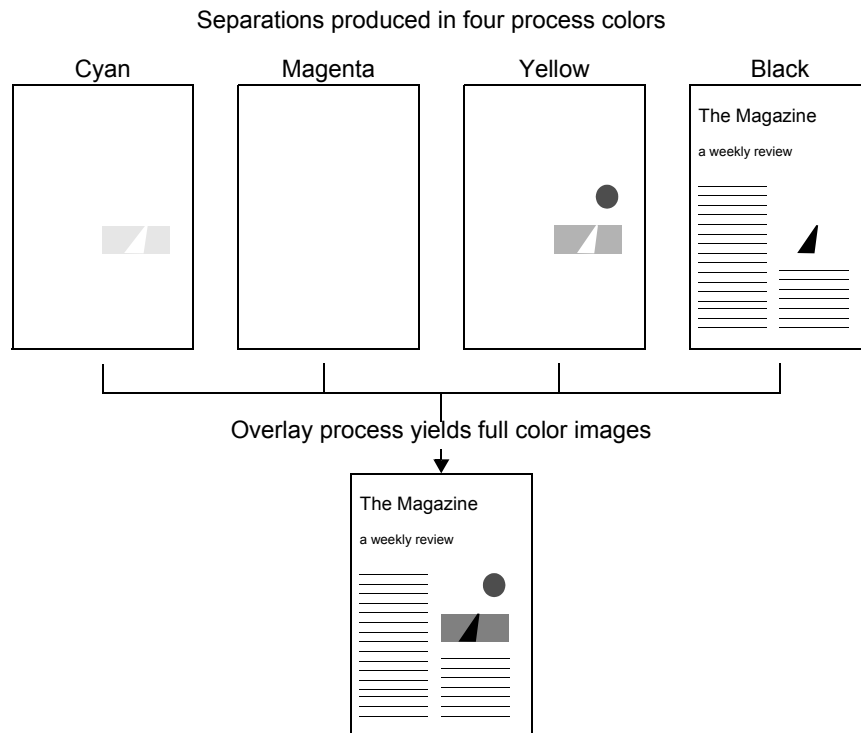 Separations produced in four process colors
Cyan
Magenta
Yellow
Black
The Magazine
a weekly review
Overlay process yields full color images
The Magazine
a weekly review